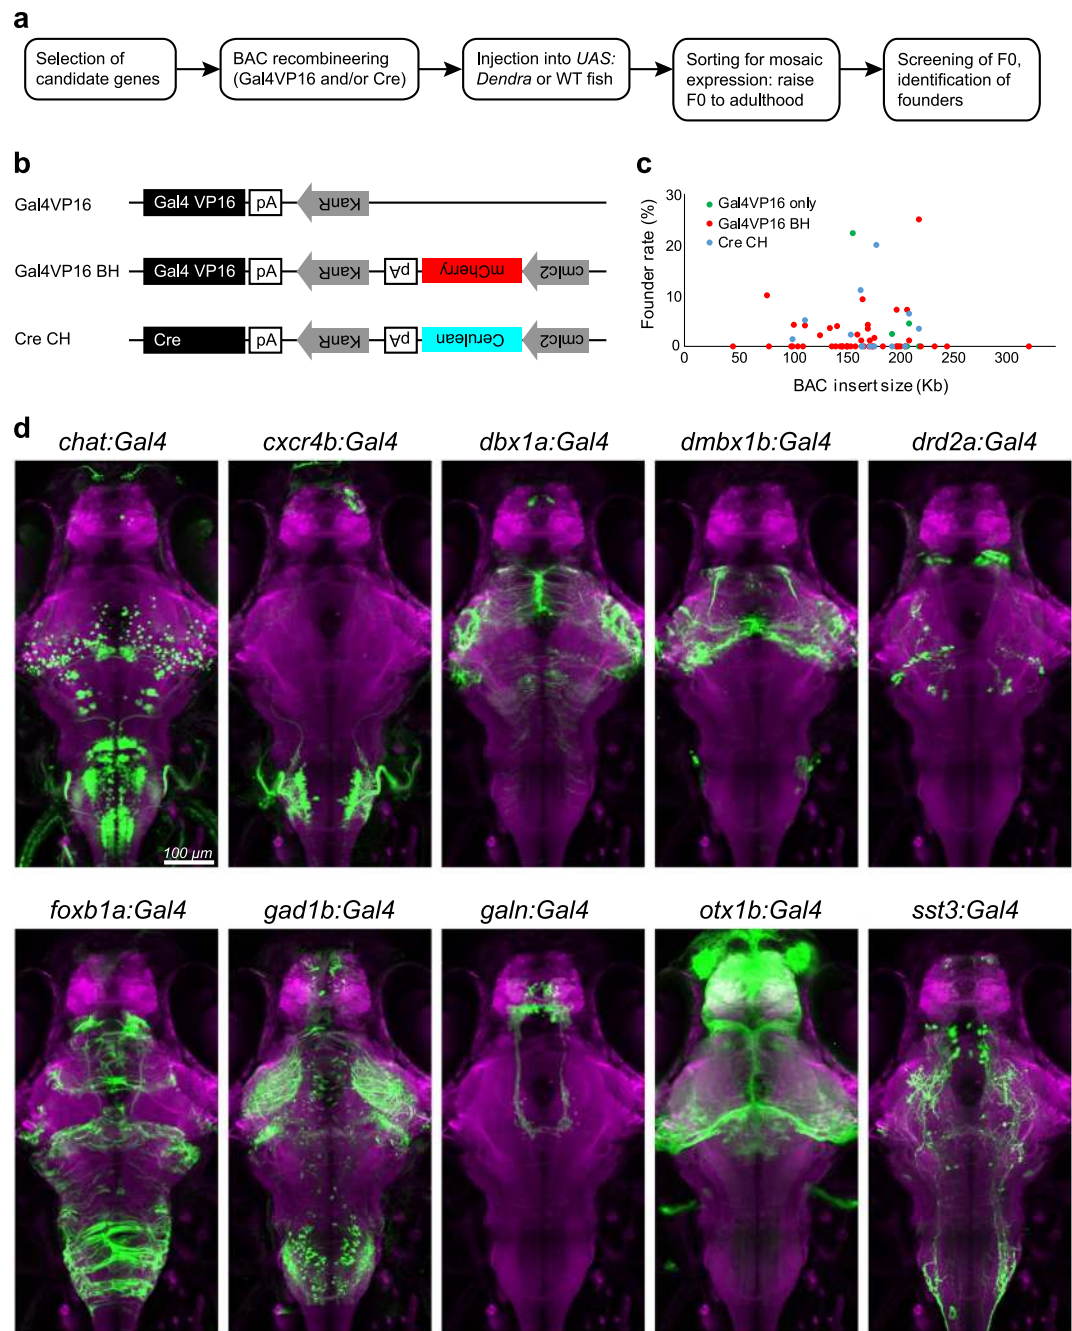 a
Selection of
candidate genes
BAC recombineering
(Gal4VP16 and/or Cre)
Injection into UAS:
Dendra or WT fish
Sorting for mosaic
expression: raise
F0 to adulthood
Screening of F0,
identification of
founders
b
Gal4VP16
Gal4 VP16
pA
KanR
Gal4VP16 BH
Gal4 VP16
pA
KanR
pA
mCherry
cmlc2
Cre CH
Cre
pA
KanR
pA
Cerulean
cmlc2
c
Founder rate (%)
30
20
10
0
Gal4VP16 only
Gal4VP16 BH
Cre CH
0 50 100 150 200 250 300
BAC insert size (Kb)
d
chat:Gal4
cxcr4b:Gal4
dbx1a:Gal4
dmbx1b:Gal4
drd2a:Gal4
100 µm
foxb1a:Gal4
gad1b:Gal4
galn:Gal4
otx1b:Gal4
sst3:Gal4